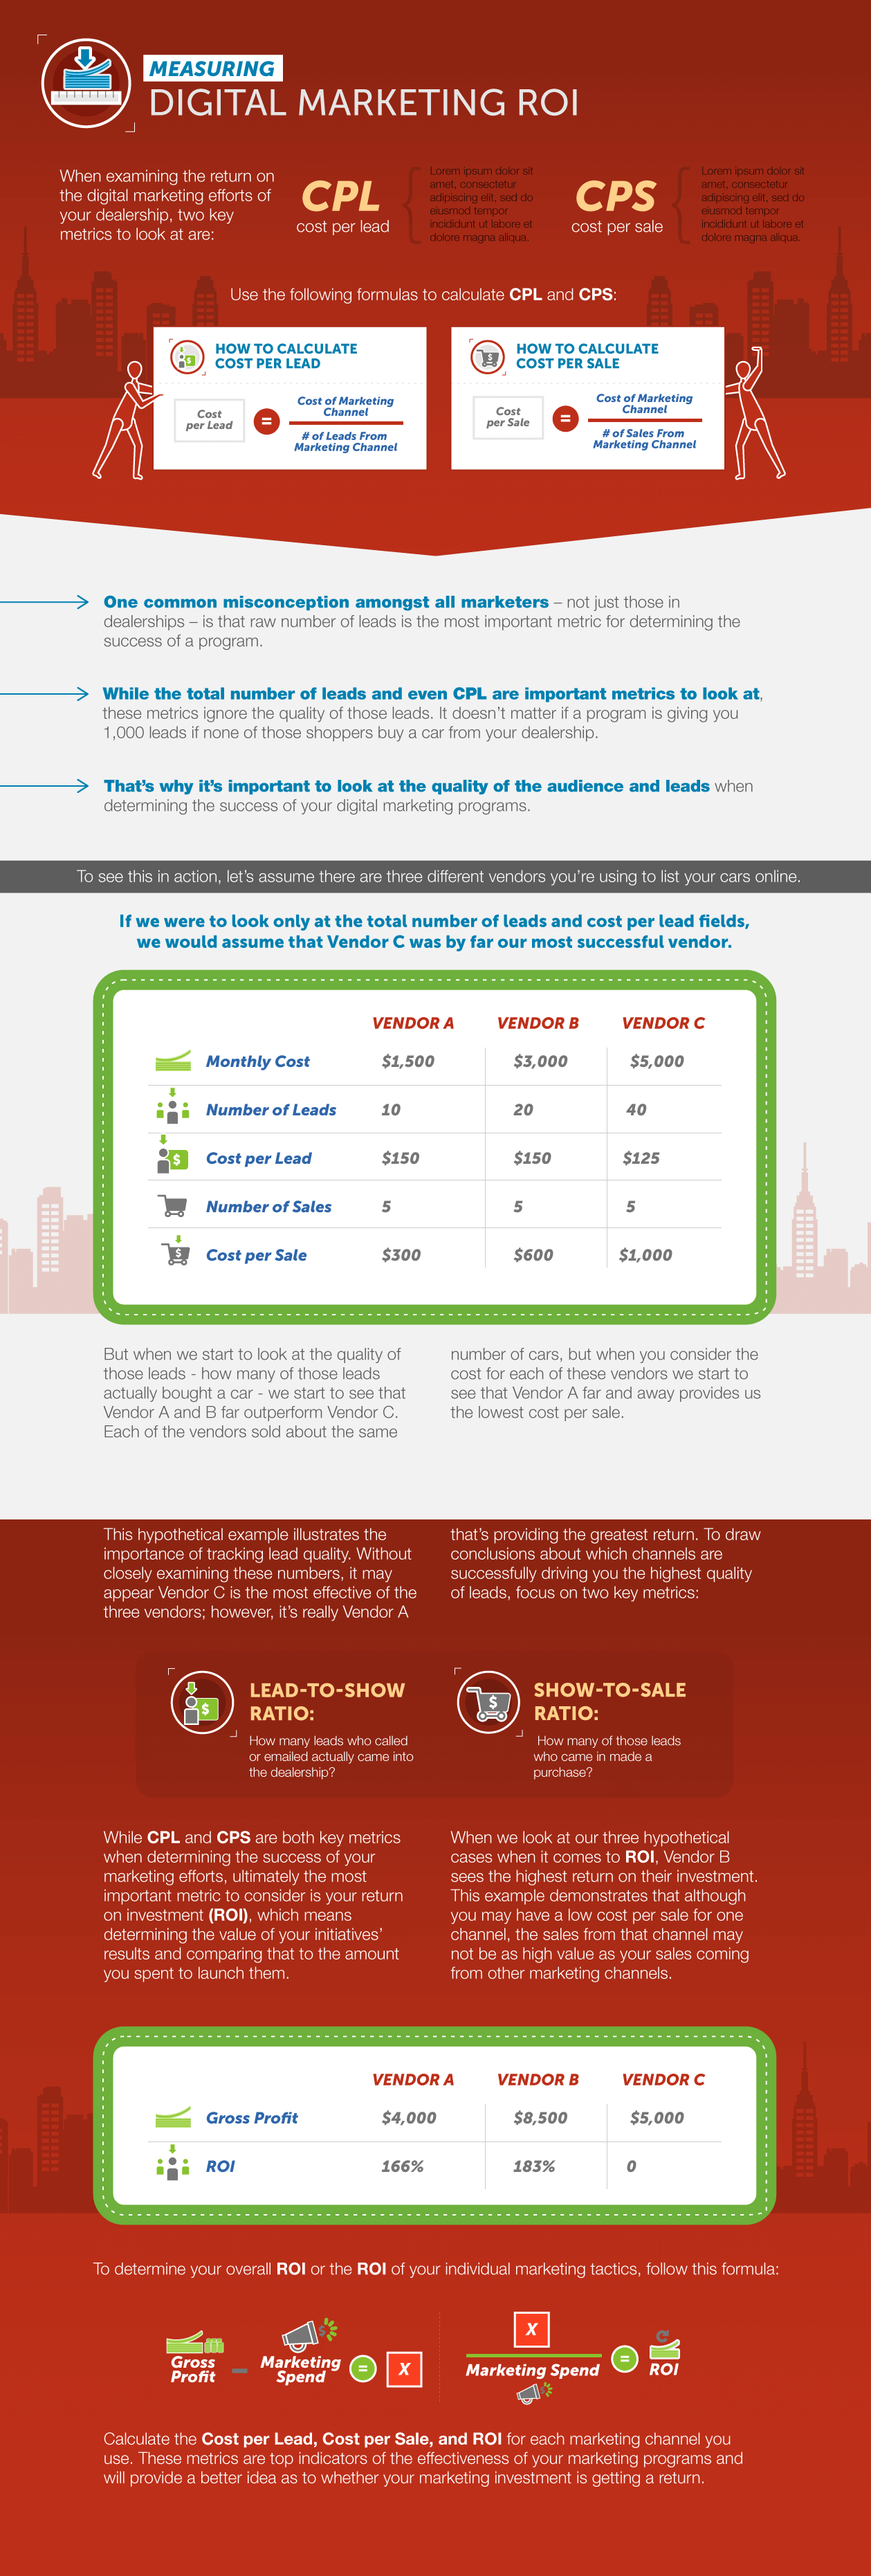 MEASURING
DIGITAL MARKETING ROI
When examining the return on
the digital marketing efforts of
your dealership, two key
metrics to look at are:
CPL
cost per lead
Lorem ipsum dolor sit
amet, consectetur
adipiscing elit, sed do
eiusmod tempor
incididunt ut labore et
dolore magna aliqua.
CPS
cost per sale
Lorem ipsum dolor sit
amet, consectetur
adipiscing elit, sed do
eiusmod tempor
incididunt ut labore et
dolore magna aliqua.
Use the following formulas to calculate CPL and CPS:
HOW TO CALCULATE
COST PER LEAD
Cost
per Lead
=
Cost of Marketing
Channel
# of Leads From
Marketing Channel
HOW TO CALCULATE
COST PER SALE
Cost
per Sale
=
Cost of Marketing
Channel
# of Sales From
Marketing Channel
One common misconception amongst all marketers – not just those in
dealerships – is that raw number of leads is the most important metric for determining the
success of a program.
While the total number of leads and even CPL are important metrics to look at,
these metrics ignore the quality of those leads. It doesn't matter if a program is giving you
1,000 leads if none of those shoppers buy a car from your dealership.
That's why it's important to look at the quality of the audience and leads when
determining the success of your digital marketing programs.
To see this in action, let's assume there are three different vendors you're using to list your cars online.
If we were to look only at the total number of leads and cost per lead fields,
we would assume that Vendor C was by far our most successful vendor.
VENDOR A VENDOR B VENDOR C
Monthly Cost $1,500 $3,000 $5,000
Number of Leads 10 20 40
$ Cost per Lead $150 $150 $125
Number of Sales 5 5 5
$ Cost per Sale $300 $600 $1,000
But when we start to look at the quality of
those leads - how many of those leads
actually bought a car - we start to see that
Vendor A and B far outperform Vendor C.
Each of the vendors sold about the same
number of cars, but when you consider the
cost for each of these vendors we start to
see that Vendor A far and away provides us
the lowest cost per sale.
This hypothetical example illustrates the
importance of tracking lead quality. Without
closely examining these numbers, it may
appear Vendor C is the most effective of the
three vendors; however, it's really Vendor A
that's providing the greatest return. To draw
conclusions about which channels are
successfully driving you the highest quality
of leads, focus on two key metrics:
$
LEAD-TO-SHOW
RATIO:
How many leads who called
or emailed actually came into
the dealership?
$
SHOW-TO-SALE
RATIO:
How many of those leads
who came in made a
purchase?
While CPL and CPS are both key metrics
when determining the success of your
marketing efforts, ultimately the most
important metric to consider is your return
on investment (ROI), which means
determining the value of your initiatives'
results and comparing that to the amount
you spent to launch them.
When we look at our three hypothetical
cases when it comes to ROI, Vendor B
sees the highest return on their investment.
This example demonstrates that although
you may have a low cost per sale for one
channel, the sales from that channel may
not be as high value as your sales coming
from other marketing channels.
VENDOR A VENDOR B VENDOR C
Gross Profit $4,000 $8,500 $5,000
ROI 166% 183% 0
To determine your overall ROI or the ROI of your individual marketing tactics, follow this formula:
Gross
Profit
–
Marketing
Spend
=
X
X
Marketing Spend
=
ROI
Calculate the Cost per Lead, Cost per Sale, and ROI for each marketing channel you
use. These metrics are top indicators of the effectiveness of your marketing programs and
will provide a better idea as to whether your marketing investment is getting a return.